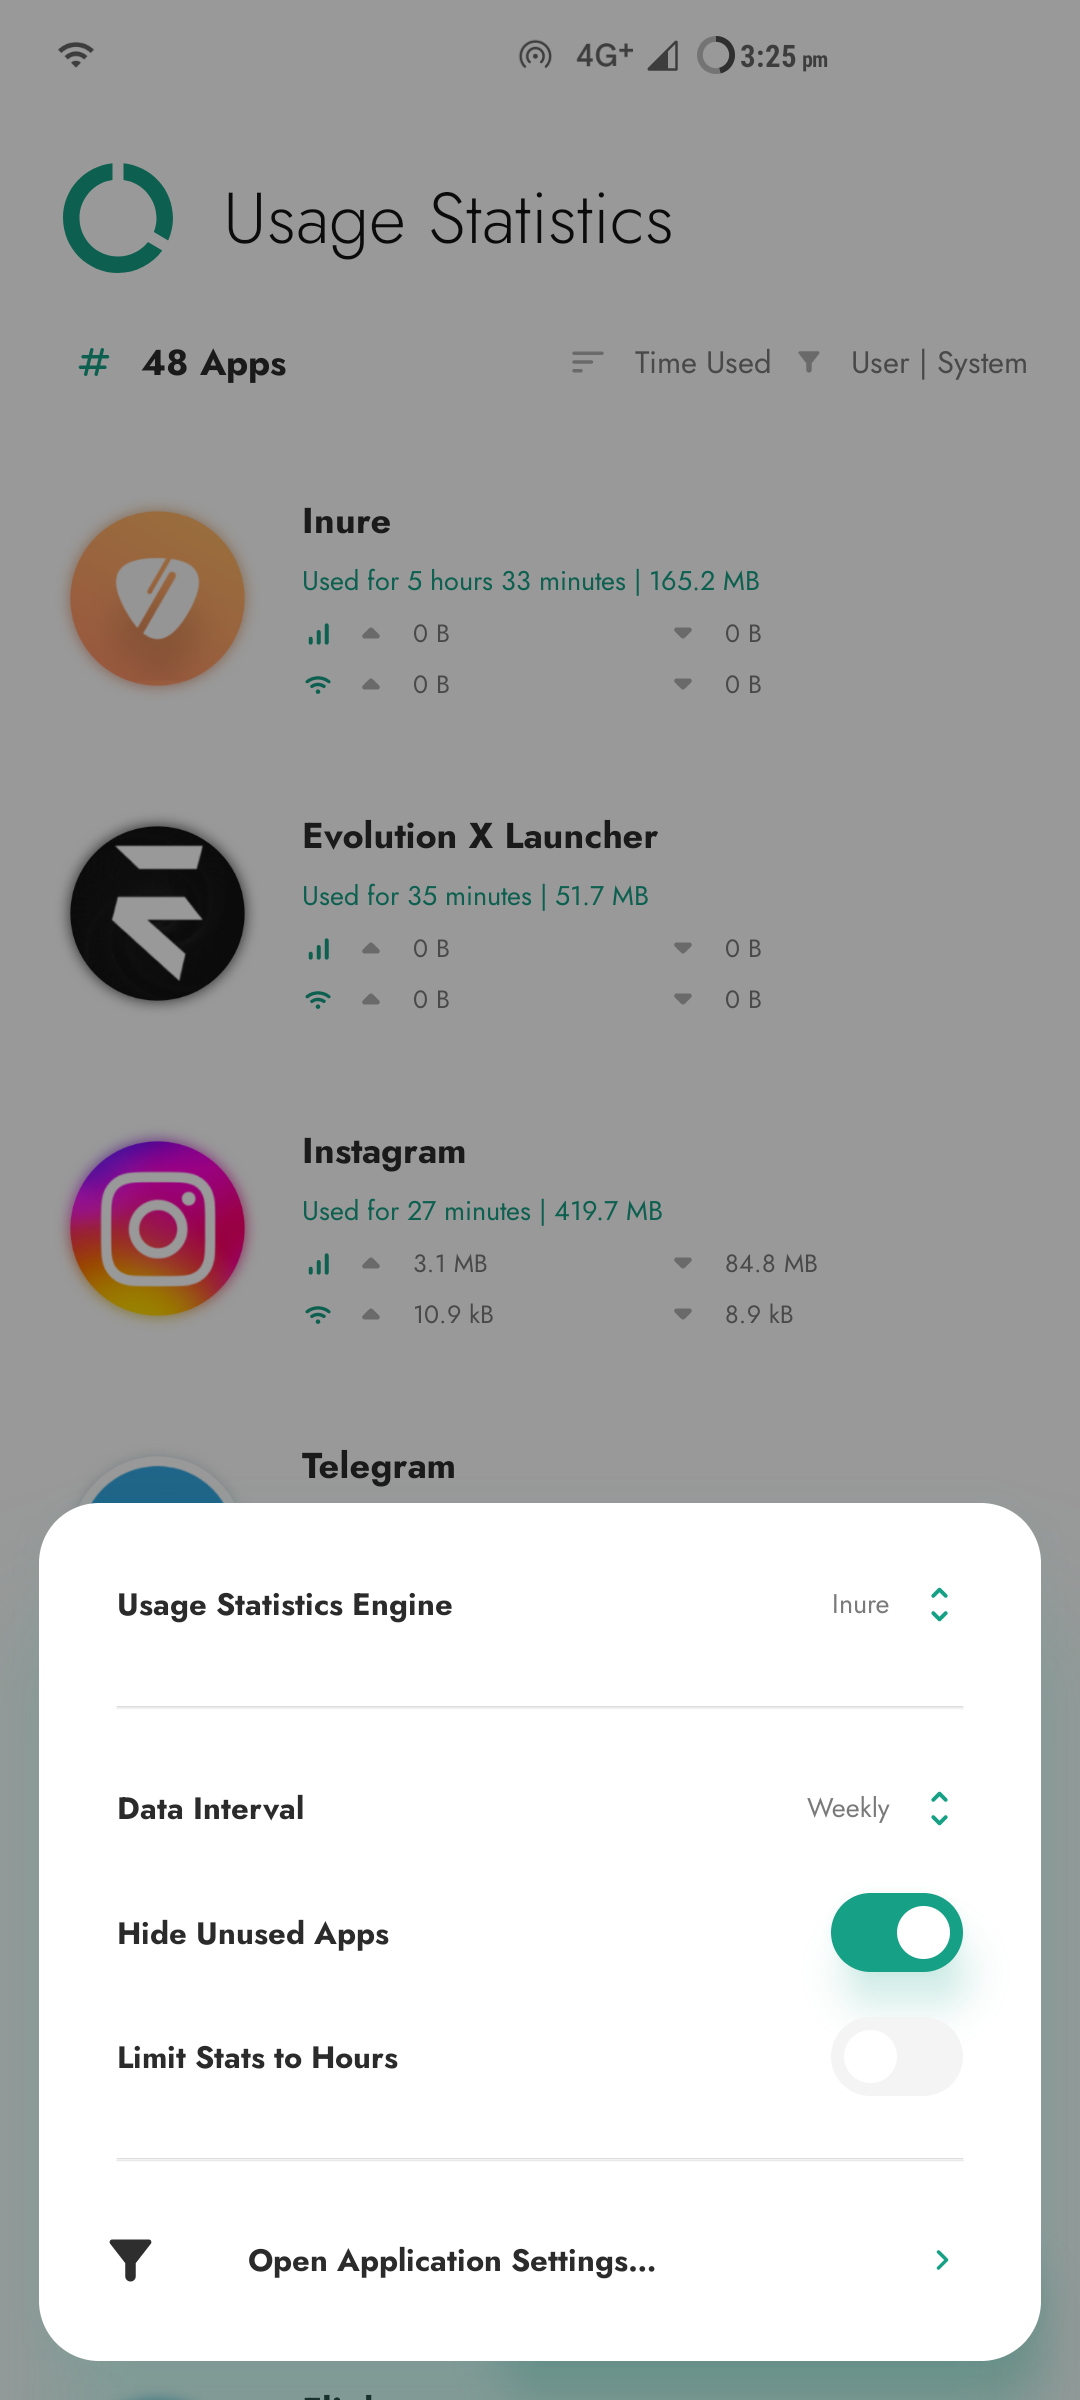 4G+ 3:25 pm
Usage Statistics
# 48 Apps Time Used User | System
Inure
Used for 5 hours 33 minutes | 165.2 MB
0 B 0 B
0 B 0 B
Evolution X Launcher
Used for 35 minutes | 51.7 MB
0 B 0 B
0 B 0 B
Instagram
Used for 27 minutes | 419.7 MB
3.1 MB 84.8 MB
10.9 kB 8.9 kB
Telegram
Usage Statistics Engine Inure
Data Interval Weekly
Hide Unused Apps
Limit Stats to Hours
Open Application Settings...